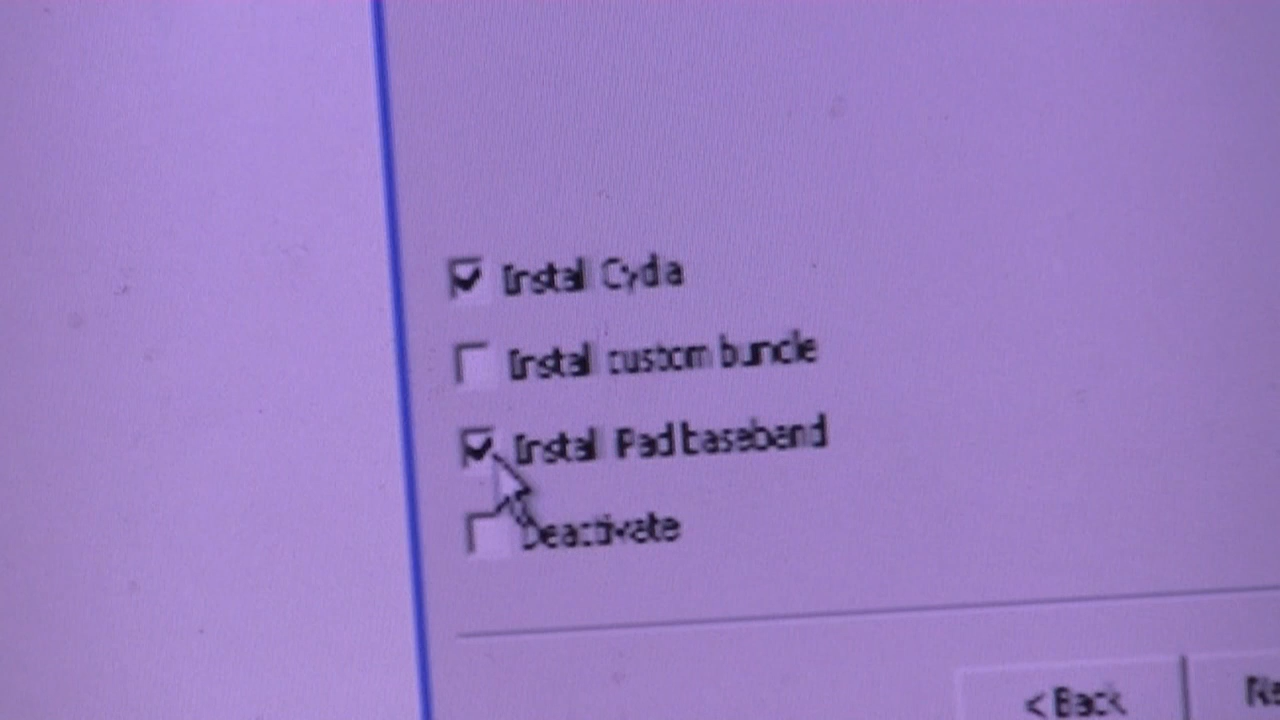 Install Cydia
Install custom bundle
Install iPad baseband
Deactivate
< Back